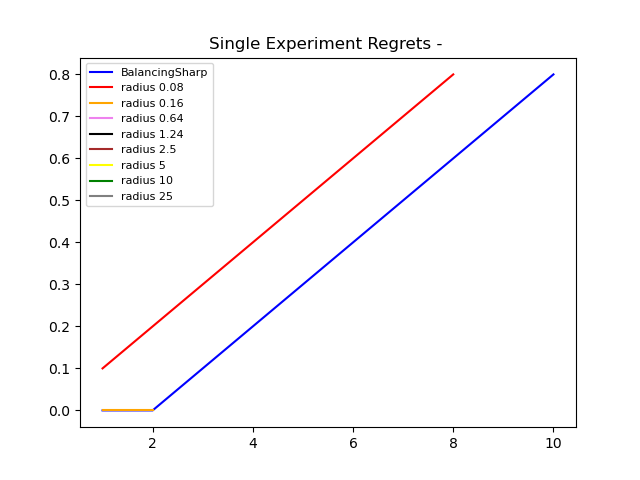 Single Experiment Regrets -
BalancingSharp
radius 0.08
radius 0.16
radius 0.64
radius 1.24
radius 2.5
radius 5
radius 10
radius 25
0.8
0.7
0.6
0.5
0.4
0.3
0.2
0.1
0.0
2 4 6 8 10